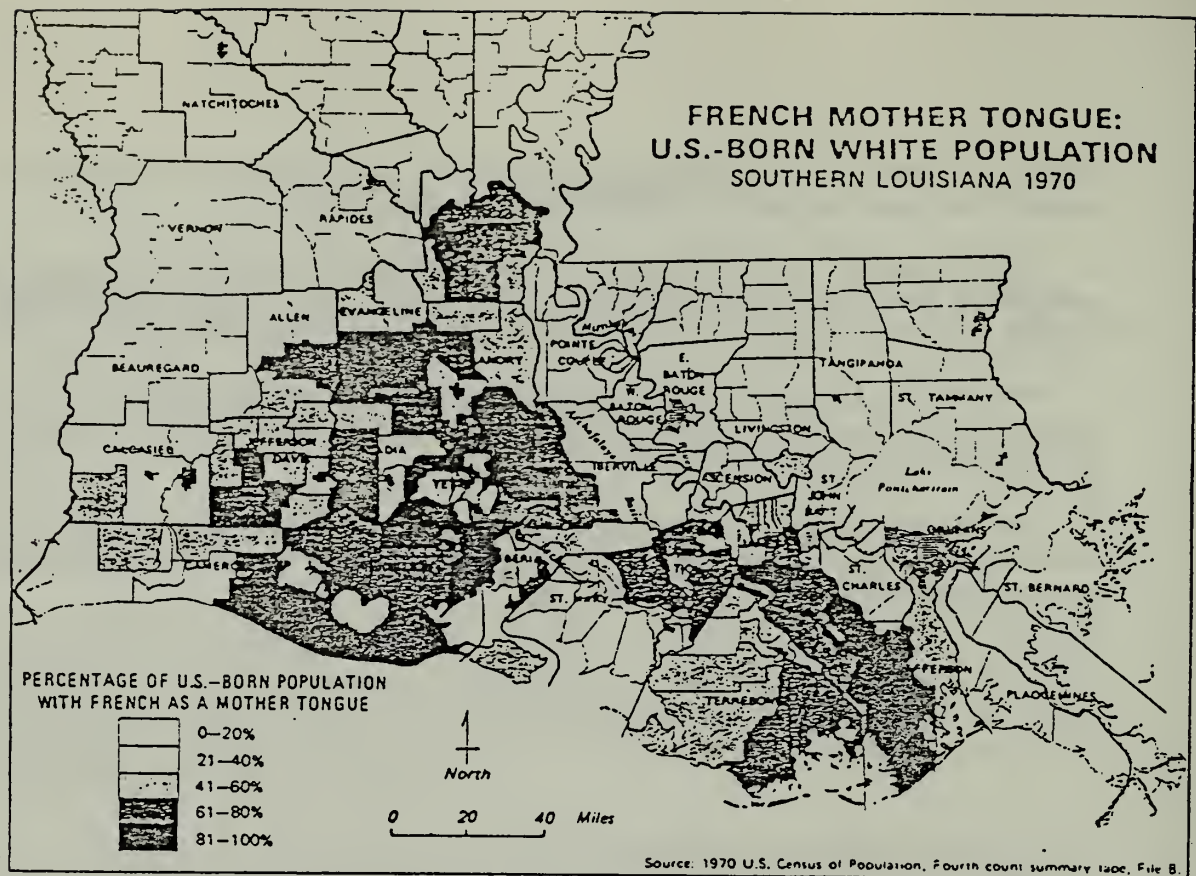 FRENCH MOTHER TONGUE:
U.S.-BORN WHITE POPULATION
SOUTHERN LOUISIANA 1970
NATCHITOCHES
VERNON
RAPIDES
ALLEN
EVANGELINE
BEAUREGARD
LANDRY
POINTE
COUPEE
E.
BATON
ROUGE
W.
BATON
ROUGE
TANGIPAHOA
ST. TAMMANY
LIVINGSTON
CALCASIEU
JEFFERSON
DAVIS
Atchafalaya
IBERVILLE
ASCENSION
ST.
JOHN
Lake
Pontchartrain
ORLEANS
CAMERON
IBERIA
ST.
ST.
CHARLES
ST. BERNARD
JEFFERSON
TERREBONNE
PLAQUEMINES
PERCENTAGE OF U.S.–BORN POPULATION
WITH FRENCH AS A MOTHER TONGUE
0–20%
21–40%
41–60%
61–80%
81–100%
North
0 20 40 Miles
Source: 1970 U.S. Census of Population, Fourth count summary tape, File B.